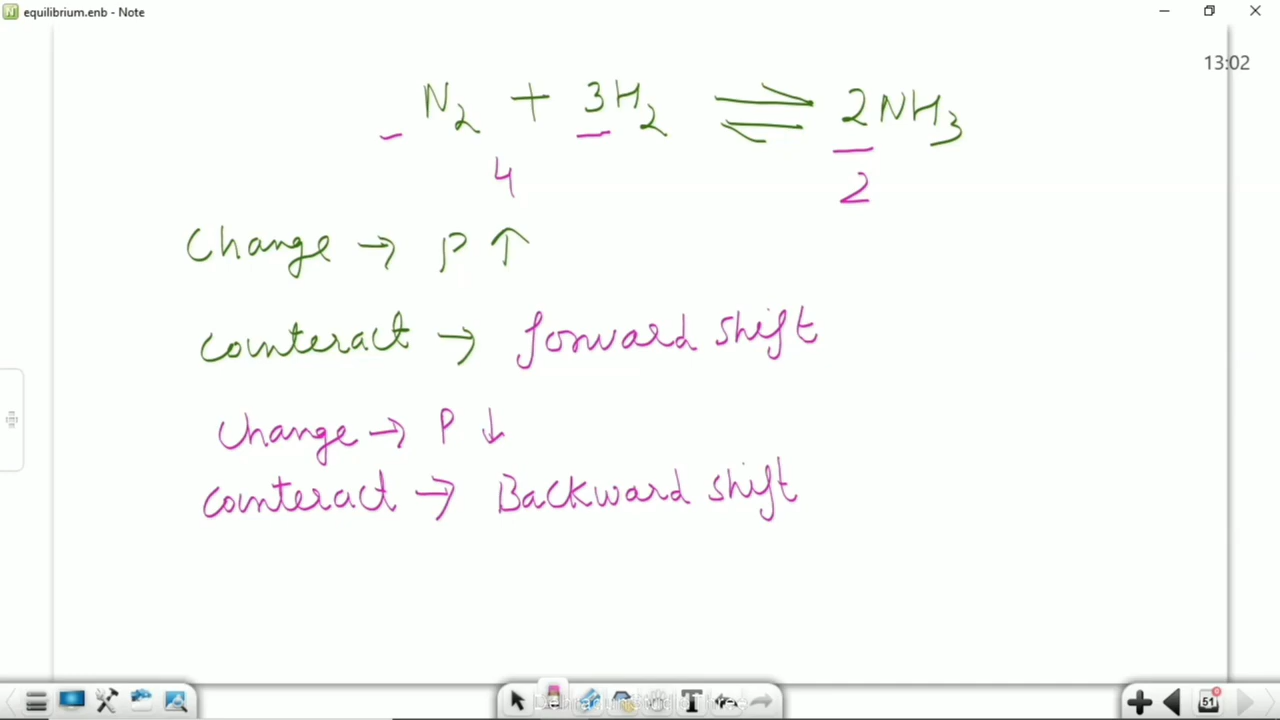 equilibrium.enb - Note
13:02
N₂ + 3H₂ ⇌ 2NH₃
4 2
Change → P ↑
Counteract → forward shift
Change → P ↓
Counteract → Backward shift
51